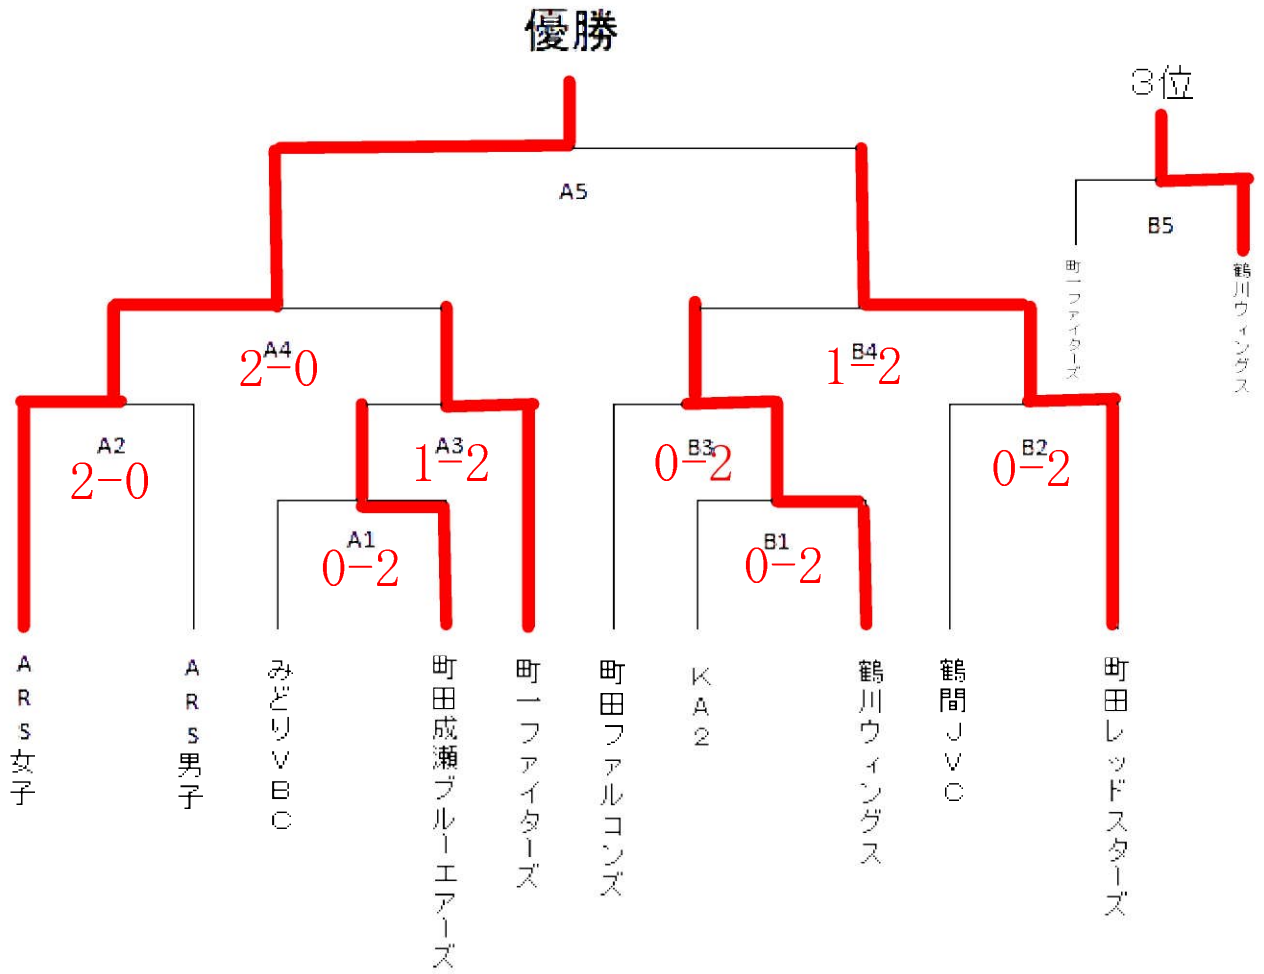 優勝
3位
A5
B5
町一ファイターズ
鶴川ウィングス
A4
2-0
B4
1-2
A2
2-0
A3
1-2
B3
0-2
B2
0-2
A1
0-2
B1
0-2
ARS女子
ARS男子
みどりVBC
町田成瀬ブルーエアーズ
町一ファイターズ
町田ファルコンズ
KA2
鶴川ウィングス
鶴間JVC
町田レッドスターズ